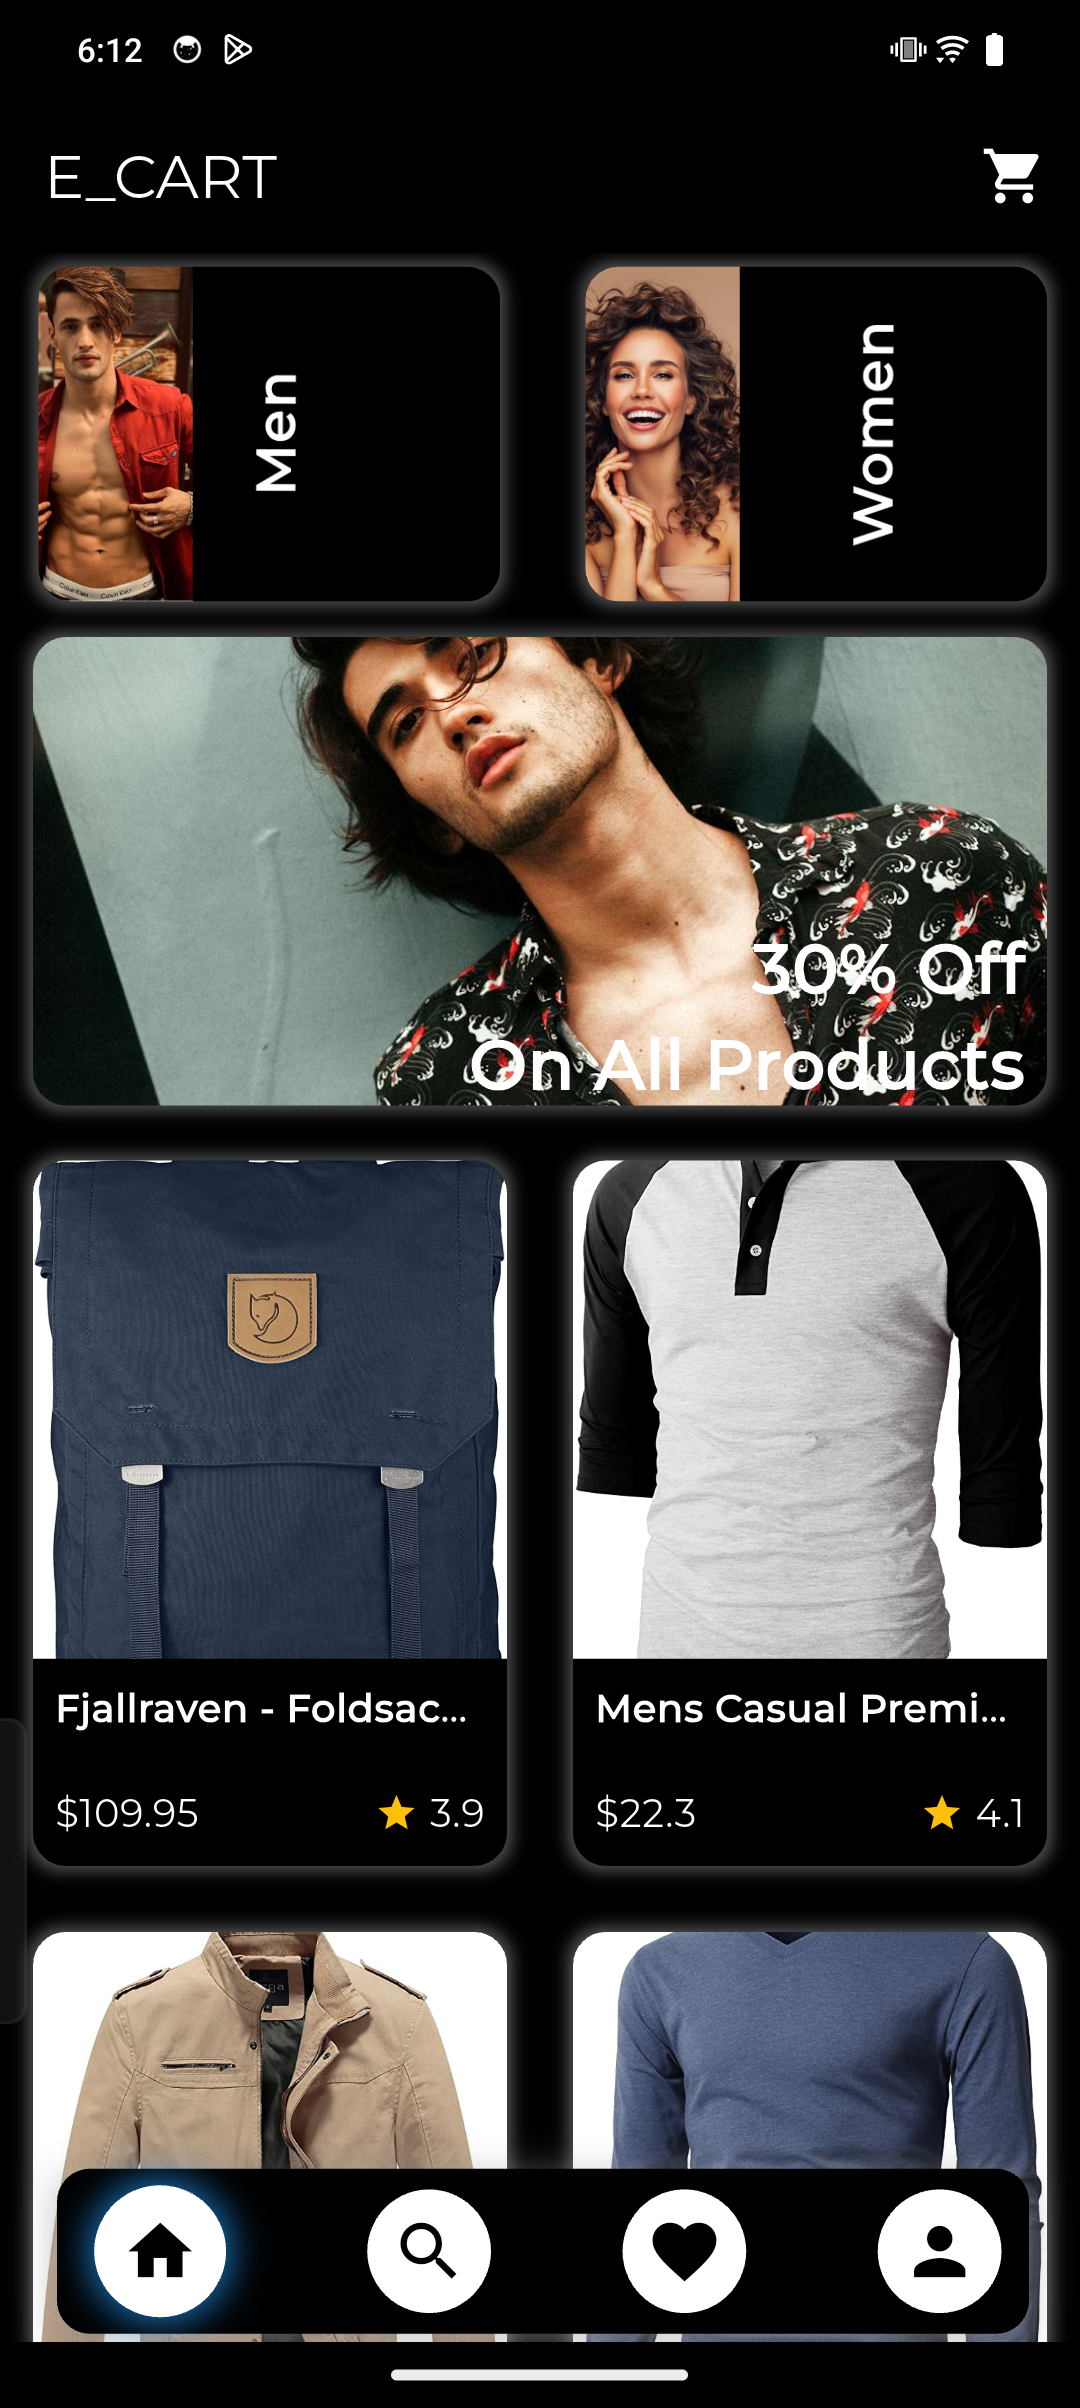 6:12
E_CART
Men
Women
30% Off
On All Products
Fjallraven - Foldsac...
$109.95
3.9
Mens Casual Premi...
$22.3
4.1